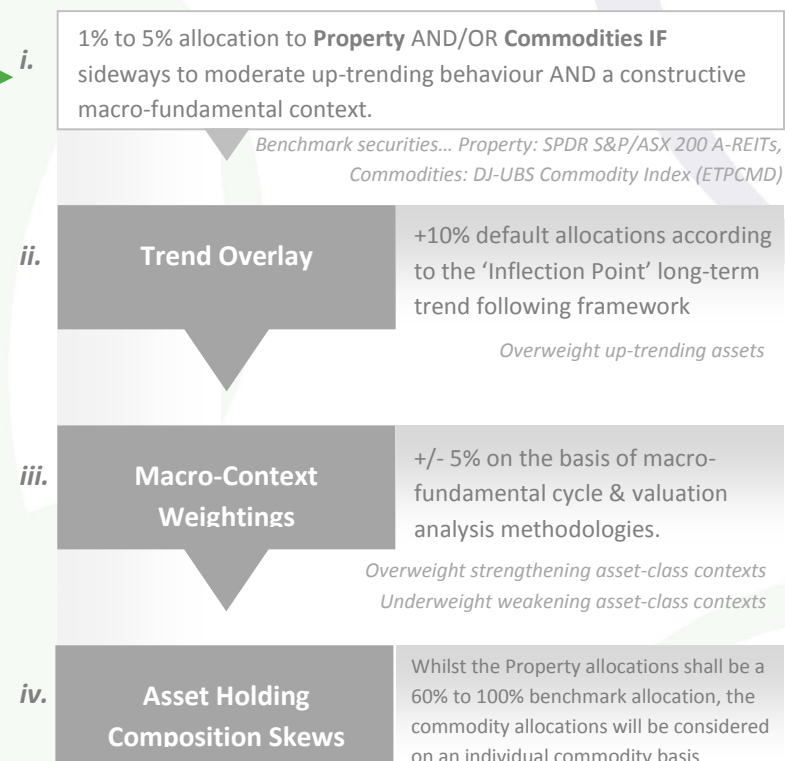 i.
1% to 5% allocation to Property AND/OR Commodities IF
sideways to moderate up-trending behaviour AND a constructive
macro-fundamental context.
Benchmark securities… Property: SPDR S&P/ASX 200 A-REITs,
Commodities: DJ-UBS Commodity Index (ETPCMD)
ii.
Trend Overlay
+10% default allocations according
to the ‘Inflection Point’ long-term
trend following framework
Overweight up-trending assets
iii.
Macro-Context
Weightings
+/- 5% on the basis of macro-
fundamental cycle & valuation
analysis methodologies.
Overweight strengthening asset-class contexts
Underweight weakening asset-class contexts
iv.
Asset Holding
Composition Skews
Whilst the Property allocations shall be a
60% to 100% benchmark allocation, the
commodity allocations will be considered
on an individual commodity basis